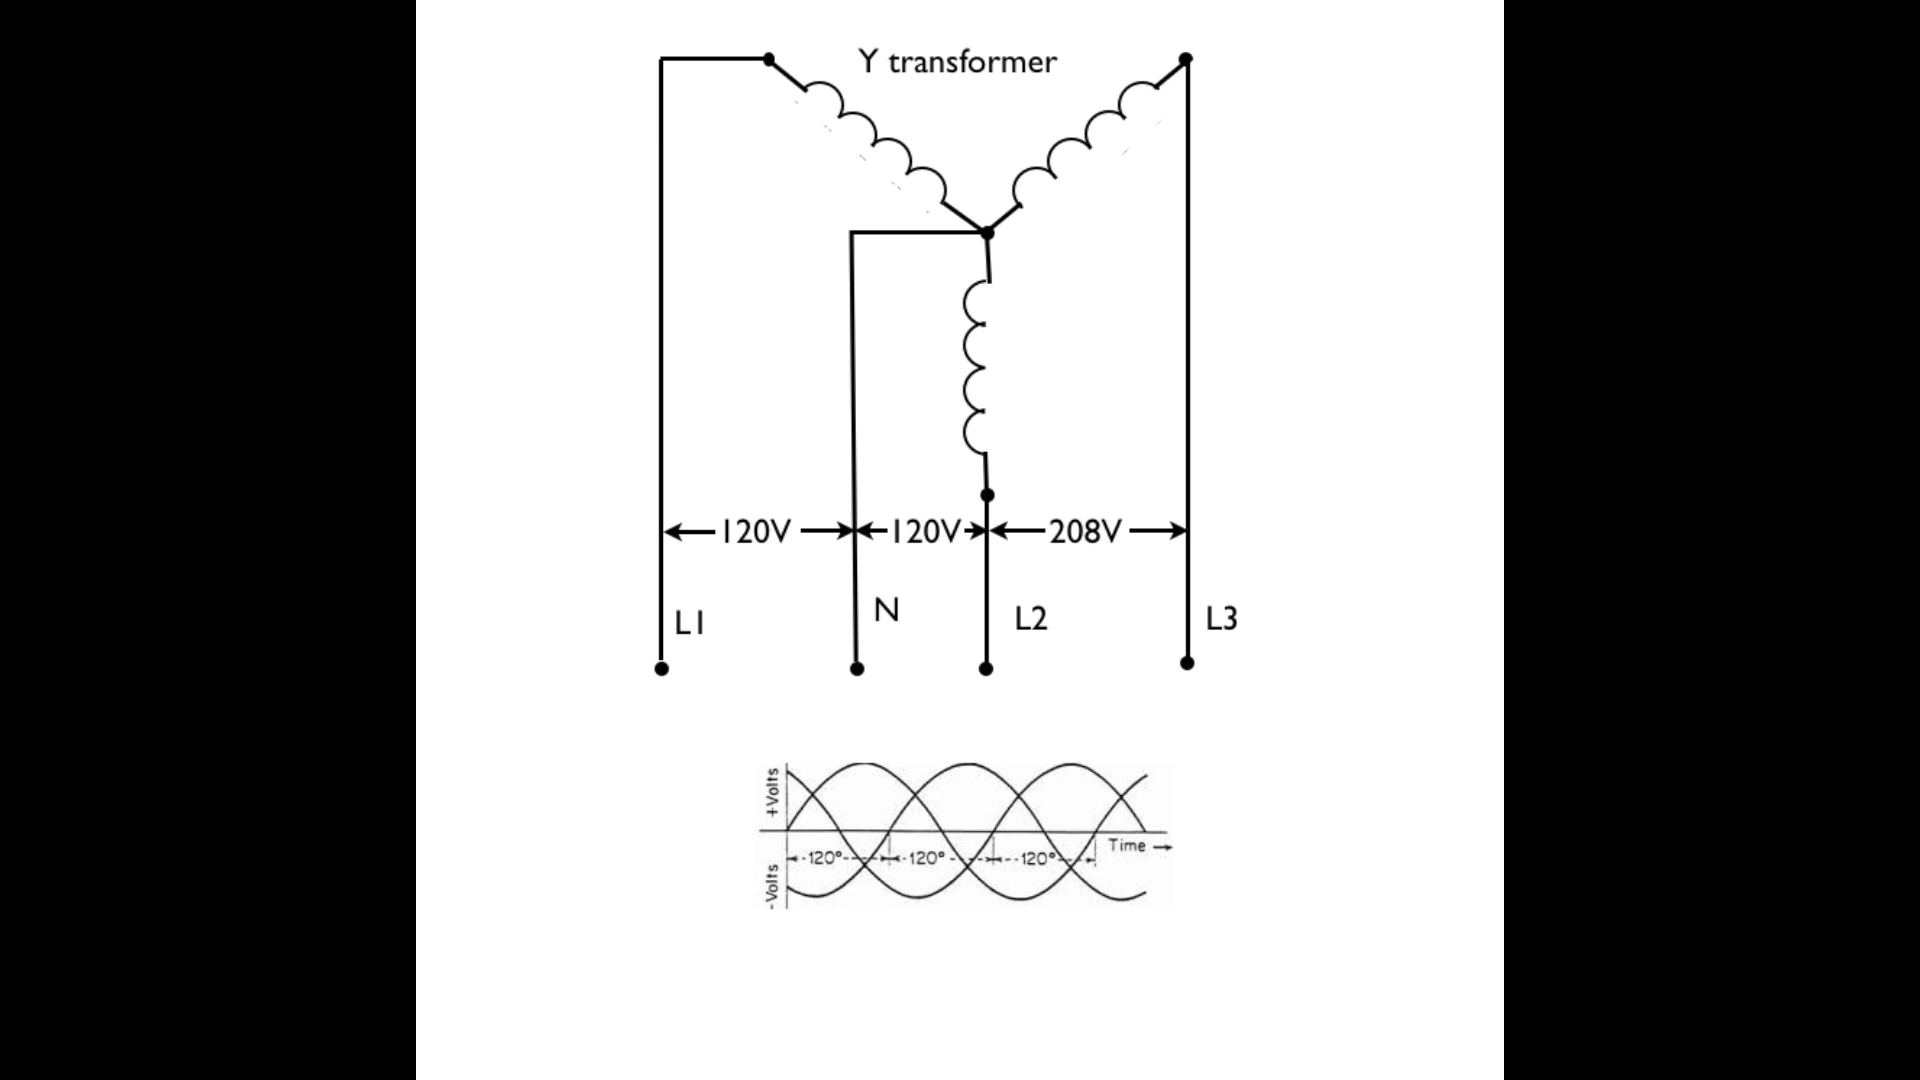 Y transformer
120V 120V 208V
L1 N L2 L3
+Volts
-120°- -120°- -120°- Time
-Volts